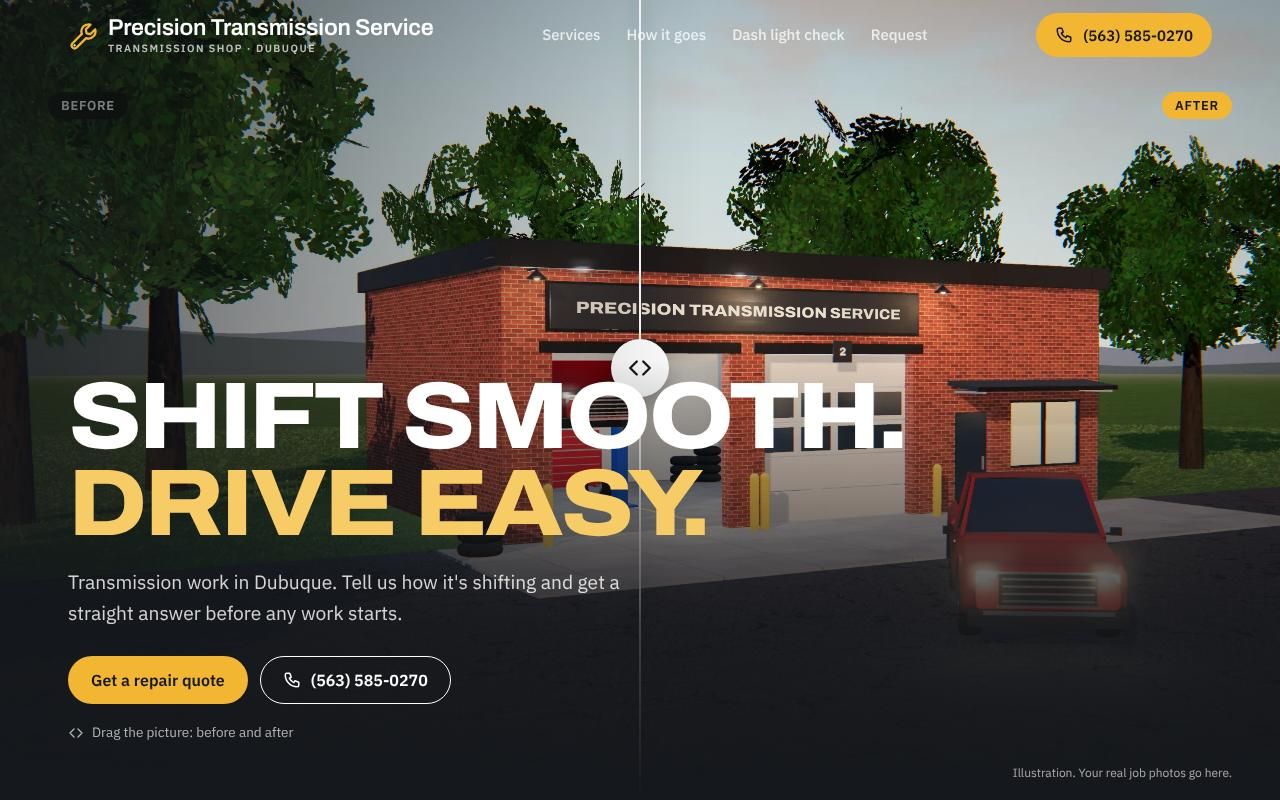 Precision Transmission Service
TRANSMISSION SHOP · DUBUQUE
Services
How it goes
Dash light check
Request
(563) 585-0270
BEFORE
AFTER
PRECISION TRANSMISSION SERVICE
2
SHIFT SMOOTH.
DRIVE EASY.
Transmission work in Dubuque. Tell us how it's shifting and get a
straight answer before any work starts.
Get a repair quote
(563) 585-0270
Drag the picture: before and after
Illustration. Your real job photos go here.